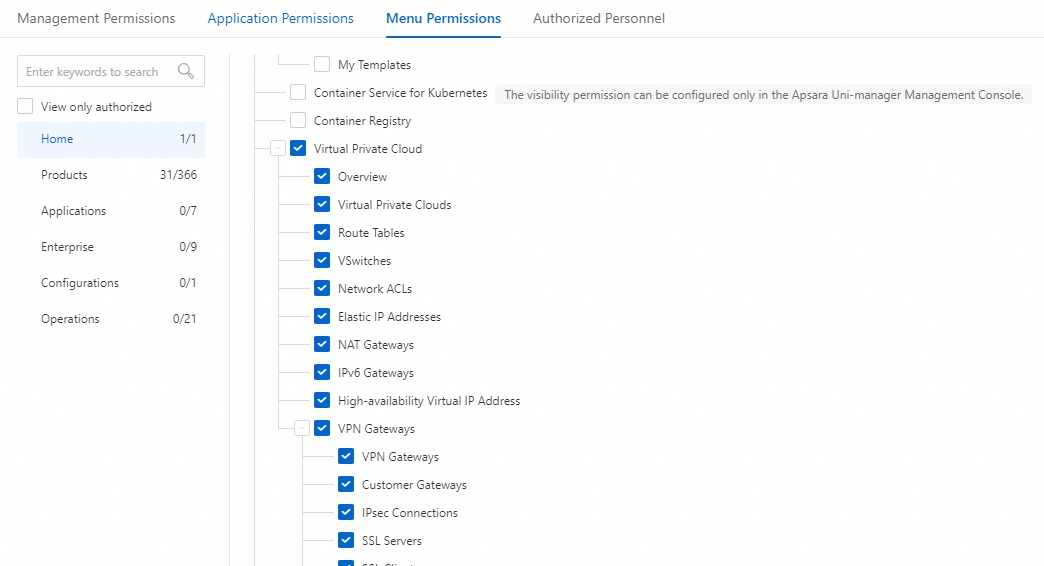 Management Permissions Application Permissions Menu Permissions Authorized Personnel
Enter keywords to search
View only authorized
Home 1/1
Products 31/366
Applications 0/7
Enterprise 0/9
Configurations 0/1
Operations 0/21
My Templates
Container Service for Kubernetes The visibility permission can be configured only in the Apsara Uni-manager Management Console.
Container Registry
Virtual Private Cloud
Overview
Virtual Private Clouds
Route Tables
VSwitches
Network ACLs
Elastic IP Addresses
NAT Gateways
IPv6 Gateways
High-availability Virtual IP Address
VPN Gateways
VPN Gateways
Customer Gateways
IPsec Connections
SSL Servers